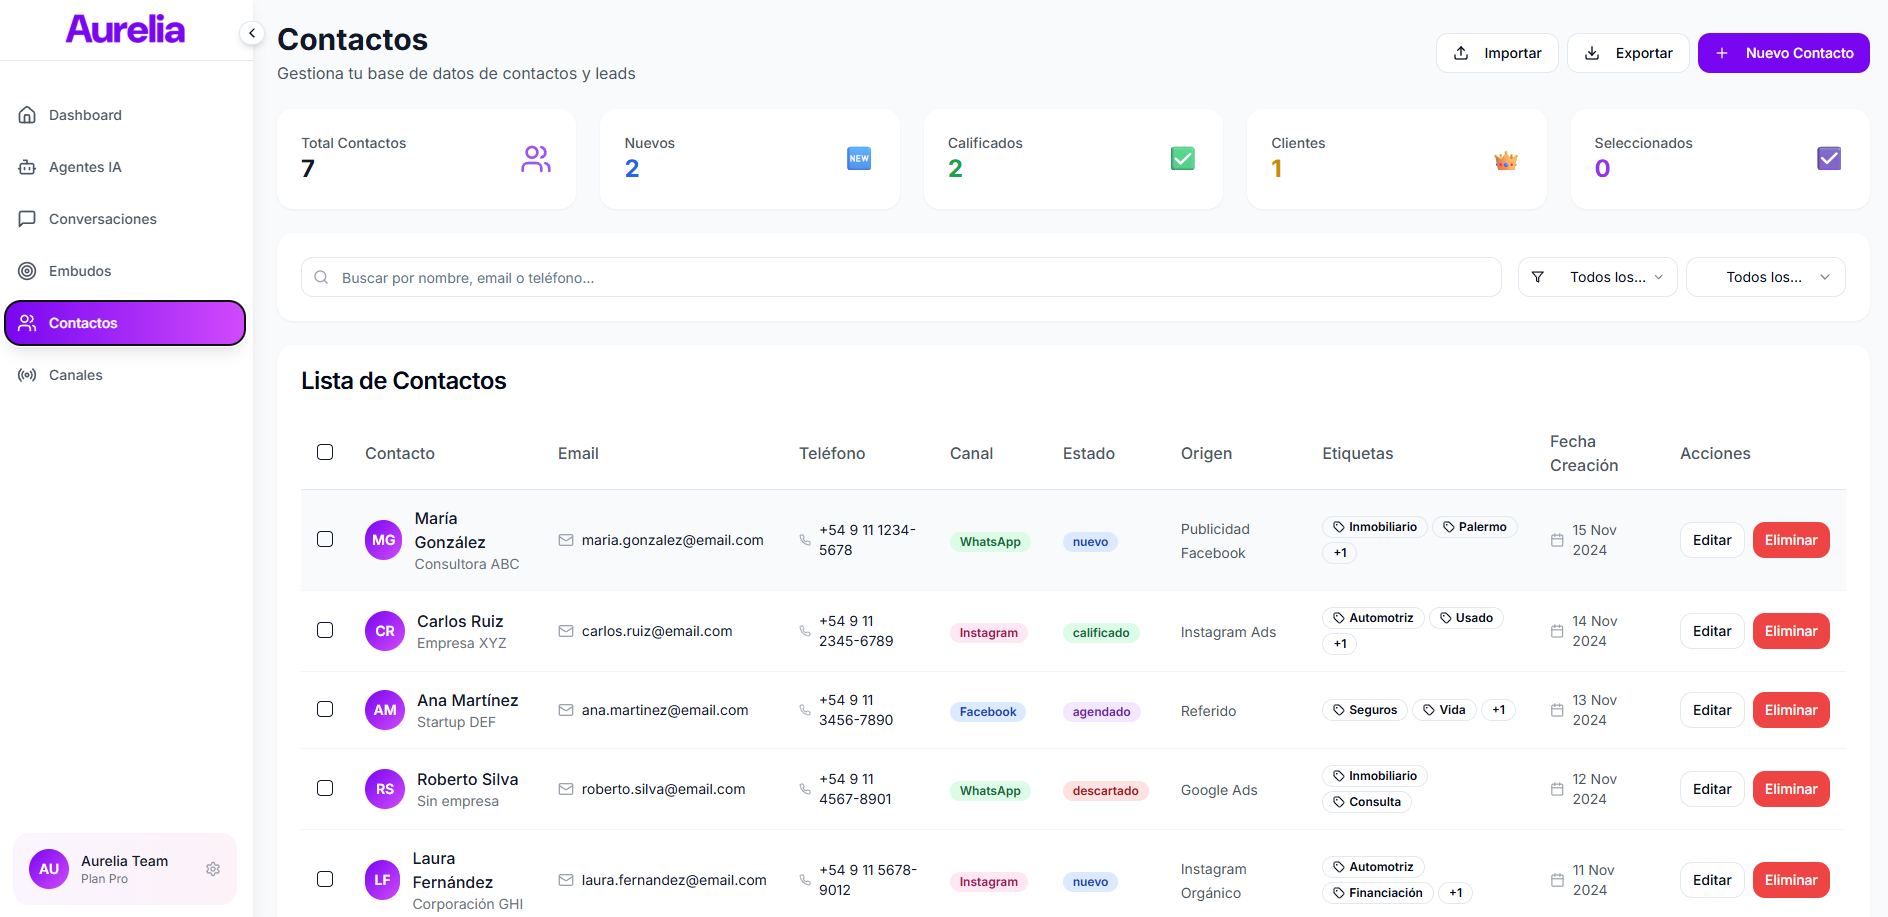 Aurelia
Dashboard
Agentes IA
Conversaciones
Embudos
Contactos
Canales
AU
Aurelia Team
Plan Pro
Contactos
Gestiona tu base de datos de contactos y leads
Importar
Exportar
Nuevo Contacto
Total Contactos
7
Nuevos
2
NEW
Calificados
2
Clientes
1
Seleccionados
0
Buscar por nombre, email o teléfono...
Todos los...
Todos los...
Lista de Contactos
Contacto
Email
Teléfono
Canal
Estado
Origen
Etiquetas
Fecha
Creación
Acciones
MG
María
González
Consultora ABC
maria.gonzalez@email.com
+54 9 11 1234-
5678
WhatsApp
nuevo
Publicidad
Facebook
Inmobiliario
Palermo
+1
15 Nov
2024
Editar
Eliminar
CR
Carlos Ruiz
Empresa XYZ
carlos.ruiz@email.com
+54 9 11
2345-6789
Instagram
calificado
Instagram Ads
Automotriz
Usado
+1
14 Nov
2024
Editar
Eliminar
AM
Ana Martínez
Startup DEF
ana.martinez@email.com
+54 9 11
3456-7890
Facebook
agendado
Referido
Seguros
Vida
+1
13 Nov
2024
Editar
Eliminar
RS
Roberto Silva
Sin empresa
roberto.silva@email.com
+54 9 11
4567-8901
WhatsApp
descartado
Google Ads
Inmobiliario
Consulta
12 Nov
2024
Editar
Eliminar
LF
Laura
Fernández
Corporación GHI
laura.fernandez@email.com
+54 9 11 5678-
9012
Instagram
nuevo
Instagram
Orgánico
Automotriz
Financiación
+1
11 Nov
2024
Editar
Eliminar